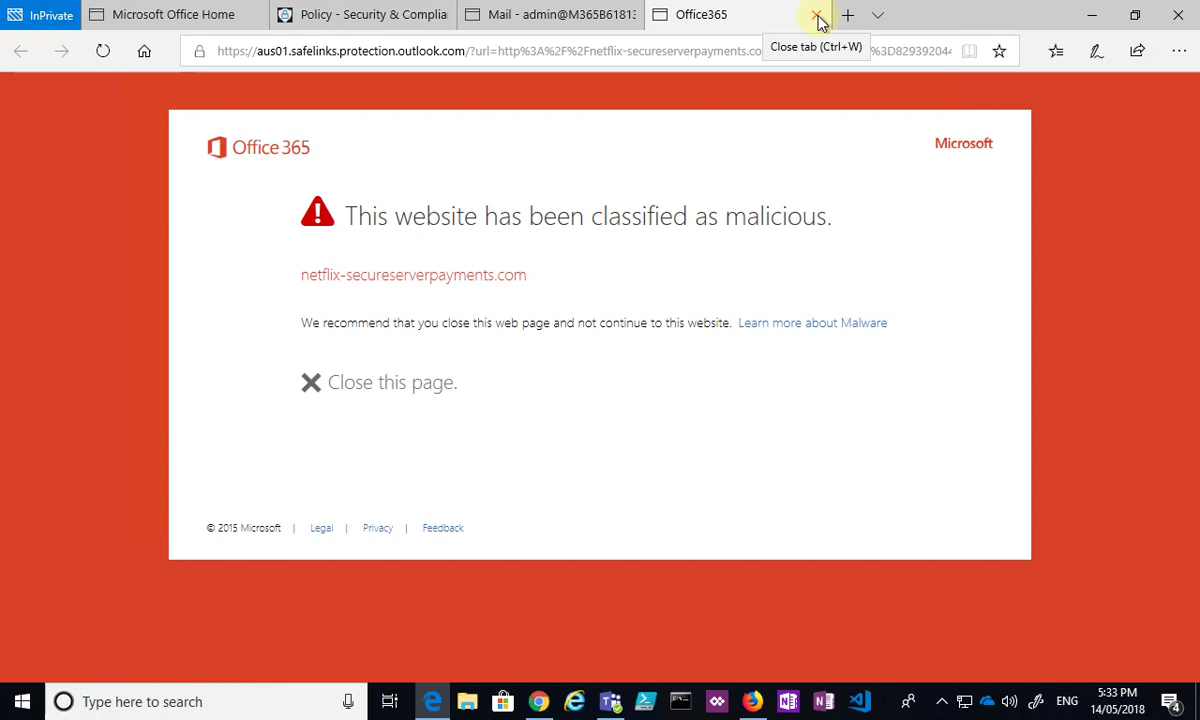 InPrivate
Microsoft Office Home
Policy - Security & Complia
Mail - admin@M365B61813
Office365
Close tab (Ctrl+W)
https://aus01.safelinks.protection.outlook.com/?url=http%3A%2F%2Fnetflix-secureserverpayments.co
%3D82939204
Office 365
Microsoft
This website has been classified as malicious.
netflix-secureserverpayments.com
We recommend that you close this web page and not continue to this website. Learn more about Malware
Close this page.
© 2015 Microsoft | Legal | Privacy | Feedback
Type here to search
ENG
5:33 PM
14/05/2018
4